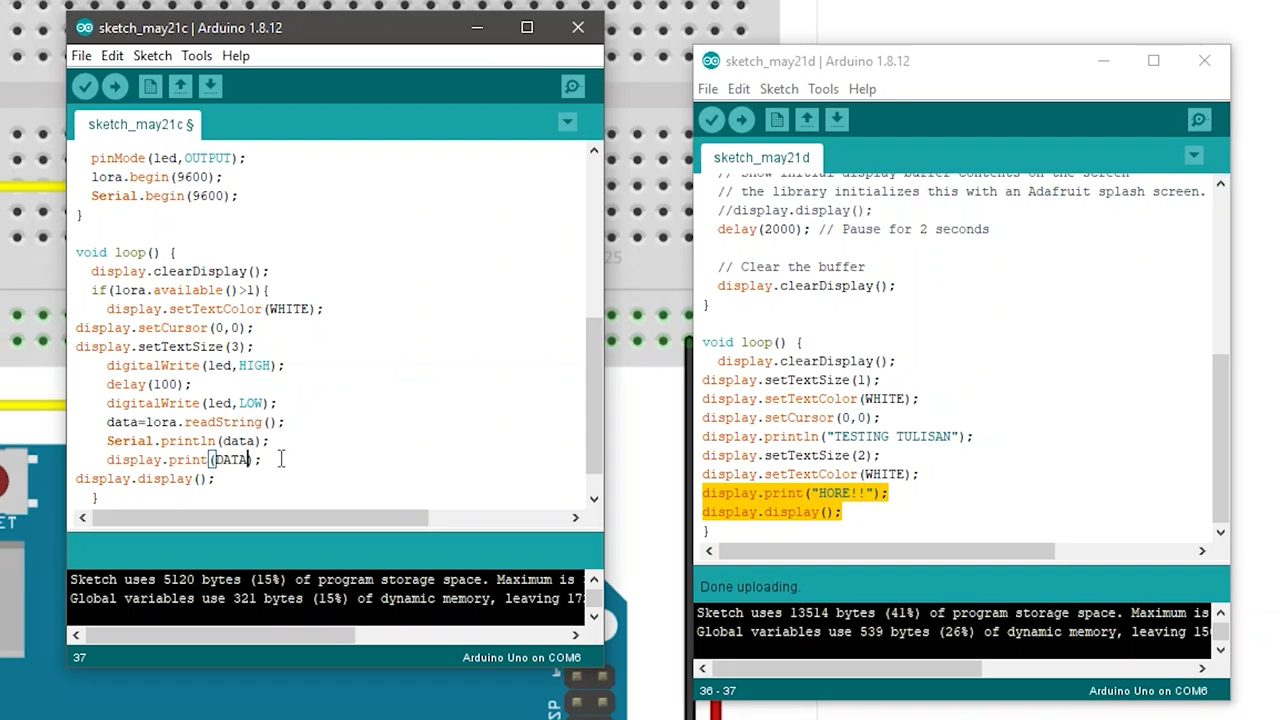 sketch_may21c | Arduino 1.8.12
File Edit Sketch Tools Help
sketch_may21c §
pinMode(led,OUTPUT);
lora.begin(9600);
Serial.begin(9600);
}
void loop() {
display.clearDisplay();
if(lora.available()>1){
display.setTextColor(WHITE);
display.setCursor(0,0);
display.setTextSize(3);
digitalWrite(led,HIGH);
delay(100);
digitalWrite(led,LOW);
data=lora.readString();
Serial.println(data);
display.print(DATA);
display.display();
}
Sketch uses 5120 bytes (15%) of program storage space. Maximum is
Global variables use 321 bytes (15%) of dynamic memory, leaving 17
37
Arduino Uno on COM6
sketch_may21d | Arduino 1.8.12
File Edit Sketch Tools Help
sketch_may21d
// Show initial display buffer contents on the screen
// the library initializes this with an Adafruit splash screen.
//display.display();
delay(2000); // Pause for 2 seconds
// Clear the buffer
display.clearDisplay();
}
void loop() {
display.clearDisplay();
display.setTextSize(1);
display.setTextColor(WHITE);
display.setCursor(0,0);
display.println("TESTING TULISAN");
display.setTextSize(2);
display.setTextColor(WHITE);
display.print("HORE!!");
display.display();
}
Done uploading.
Sketch uses 13514 bytes (41%) of program storage space. Maximum is
Global variables use 539 bytes (26%) of dynamic memory, leaving 15
36 - 37
Arduino Uno on COM6
25